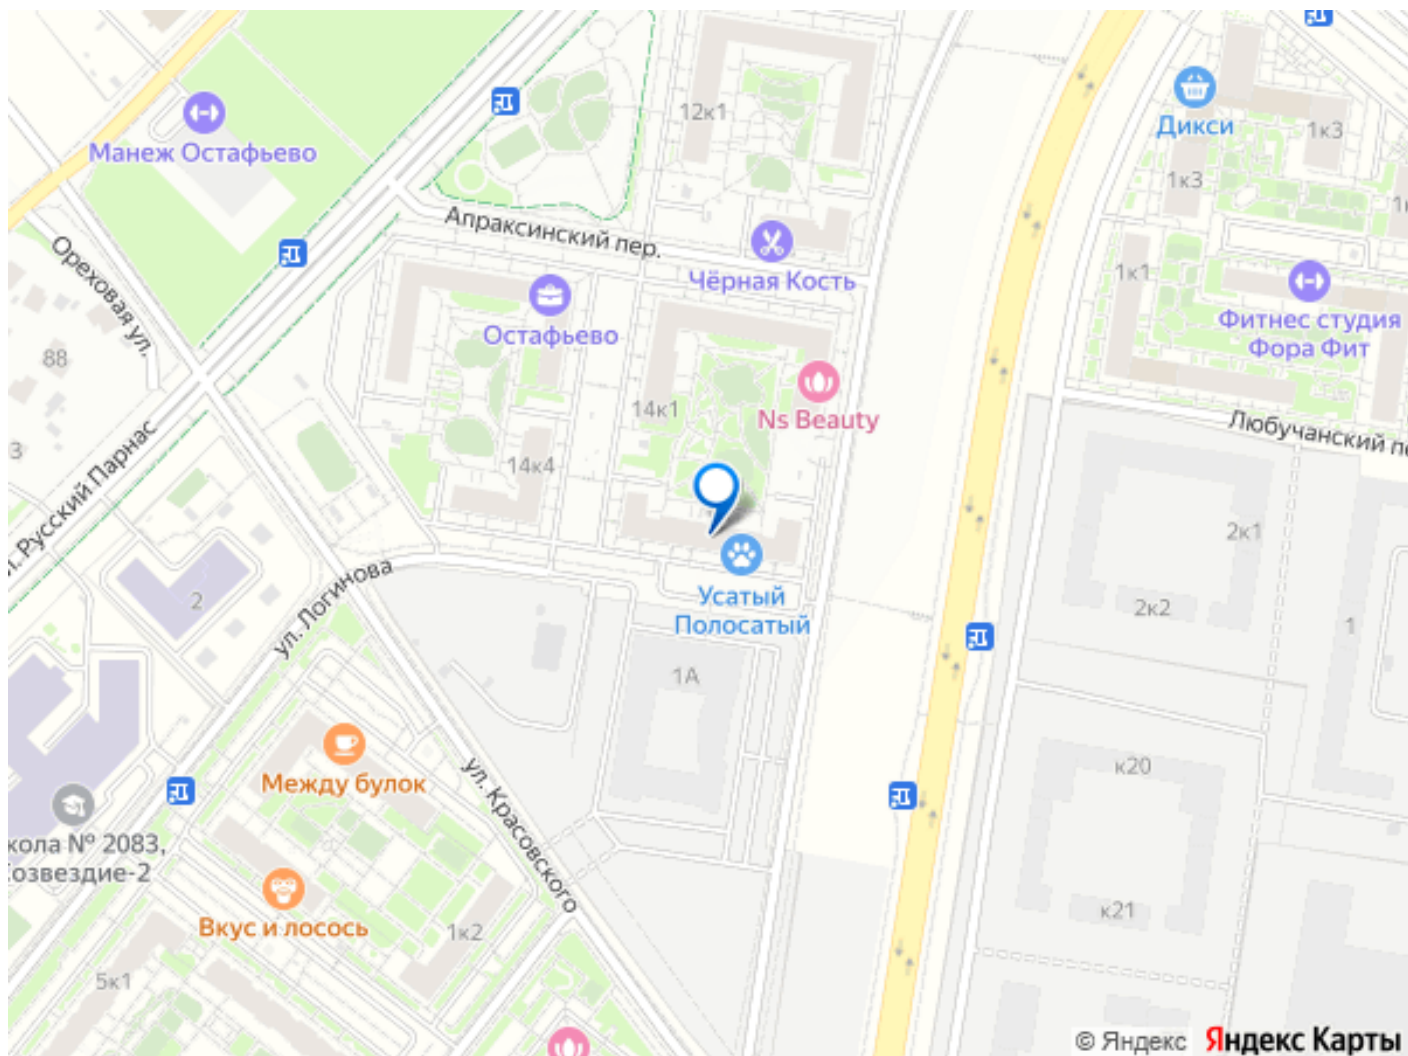 12к1
Дикси
1к3
Манеж Остафьево
1к3
Апраксинский пер.
Чёрная Кость
1к1
Ореховая ул.
Остафьево
Фитнес студия
Фора Фит
88
14к1
Ns Beauty
Любучанский пе
3
14к4
л. Русский Парнас
2к1
ул. Логинова
2
Усатый
Полосатый
2к2
1
1А
Между булок
ул. Красовского
к20
кола № 2083,
Созвездие-2
Вкус и лосось
1к2
к21
5к1
© Яндекс Яндекс Карты